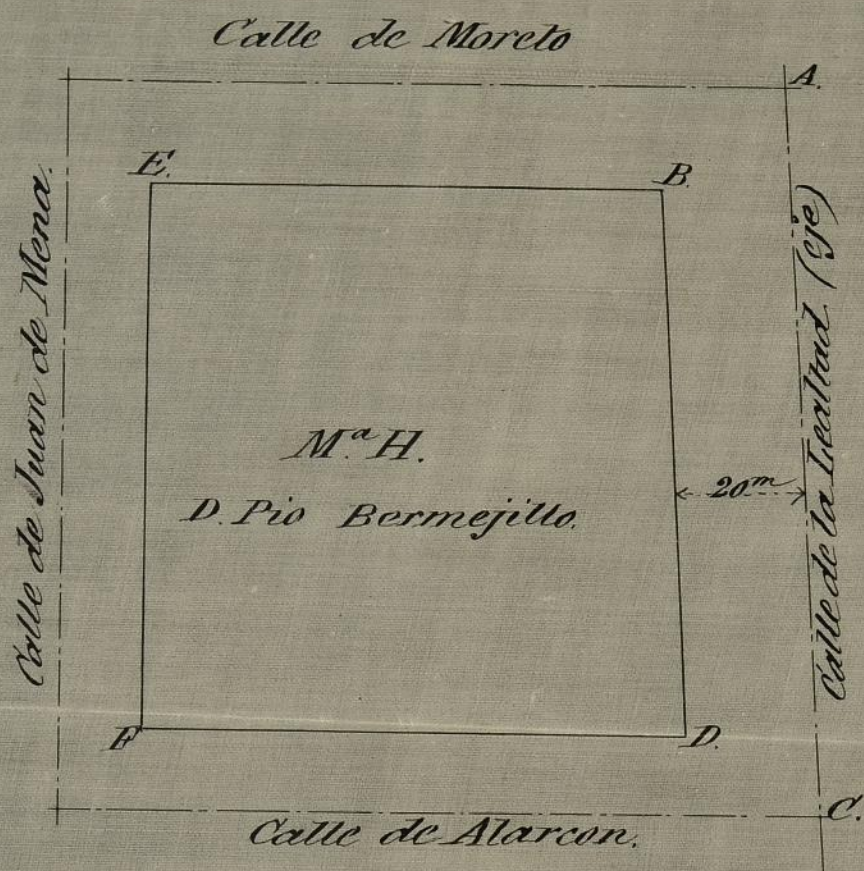 Calle de Moreto
A.
E.
B.
Calle de Juan de Mena.
Calle de la Lealtad. (eje)
M.ª H.
D. Pio Bermejillo.
20m
F
D.
C.
Calle de Alarcon.